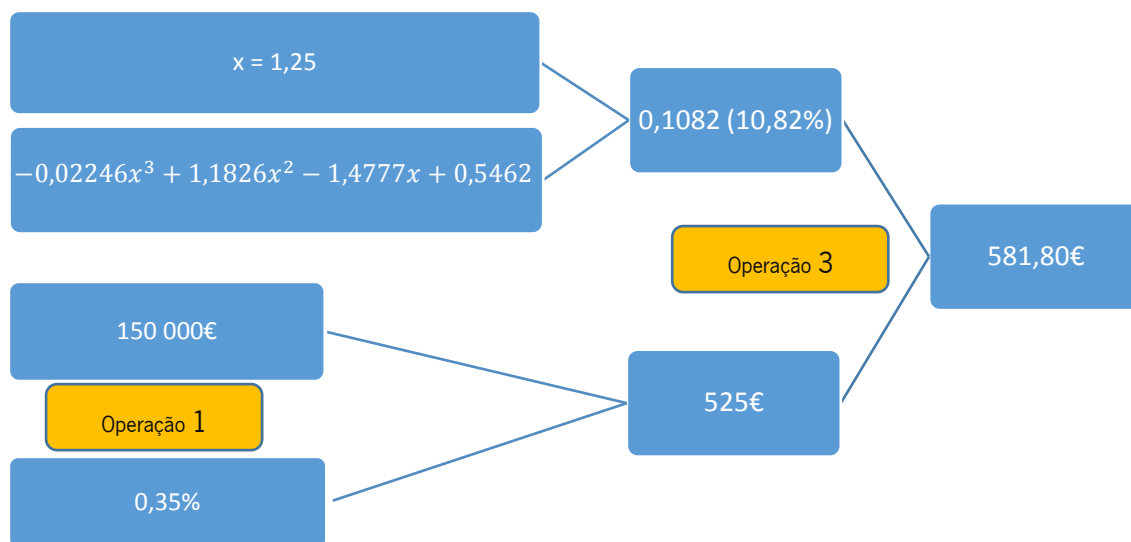 x = 1,25
0,1082 (10,82%)
−0,02246x³ + 1,1826x² − 1,4777x + 0,5462
Operação 3
581,80€
150 000€
525€
Operação 1
0,35%